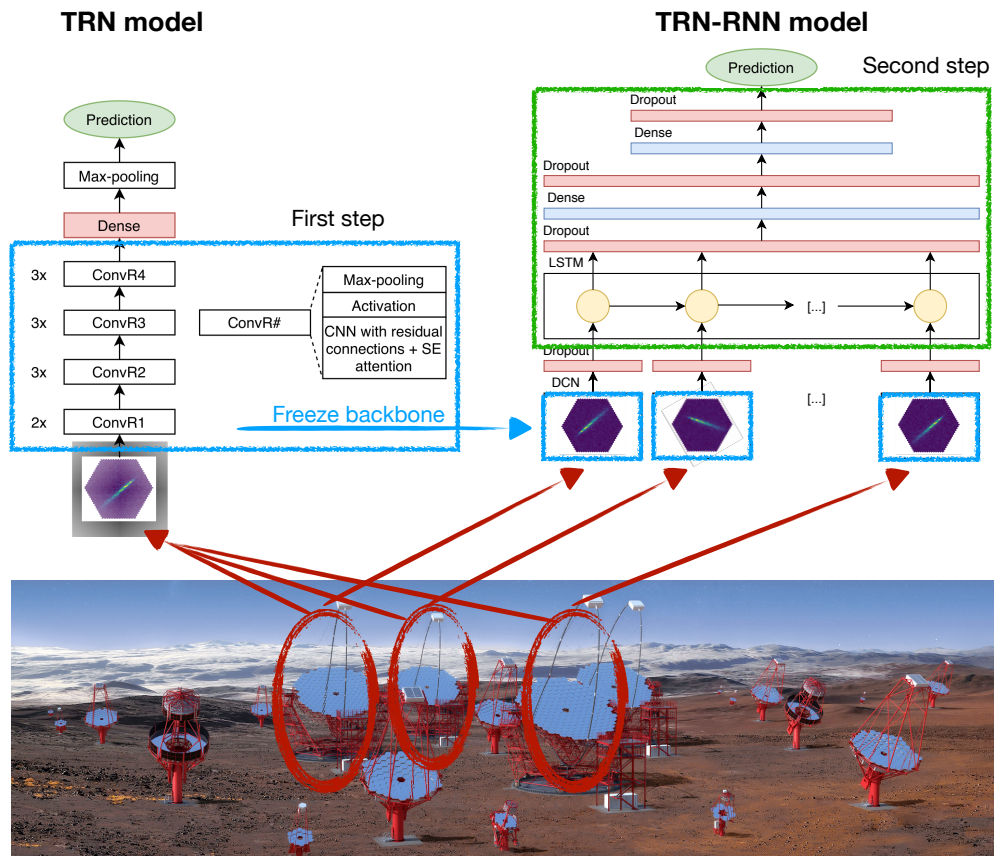 TRN model
Prediction
Max-pooling
Dense
First step
3x
ConvR4
3x
ConvR3
3x
ConvR2
2x
ConvR1
ConvR#
Max-pooling
Activation
CNN with residual
connections + SE
attention
Freeze backbone
TRN-RNN model
Second step
Prediction
Dropout
Dense
Dropout
Dense
Dropout
LSTM
[...]
Dropout
DCN
[...]